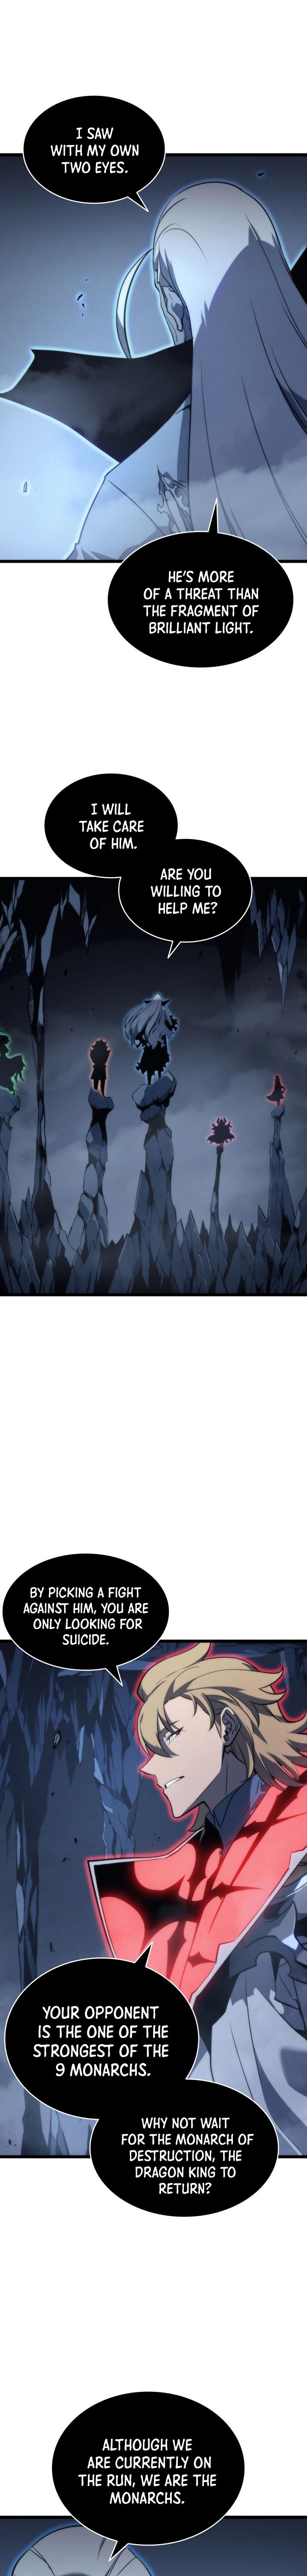 I SAW
WITH MY OWN
TWO EYES.
HE'S MORE
OF A THREAT THAN
THE FRAGMENT OF
BRILLIANT LIGHT.
I WILL
TAKE CARE
OF HIM.
ARE YOU
WILLING TO
HELP ME?
BY PICKING A FIGHT
AGAINST HIM, YOU ARE
ONLY LOOKING FOR
SUICIDE.
YOUR OPPONENT
IS THE ONE OF THE
STRONGEST OF THE
9 MONARCHS.
WHY NOT WAIT
FOR THE MONARCH OF
DESTRUCTION, THE
DRAGON KING TO
RETURN?
ALTHOUGH WE
ARE CURRENTLY ON
THE RUN, WE ARE THE
MONARCHS.